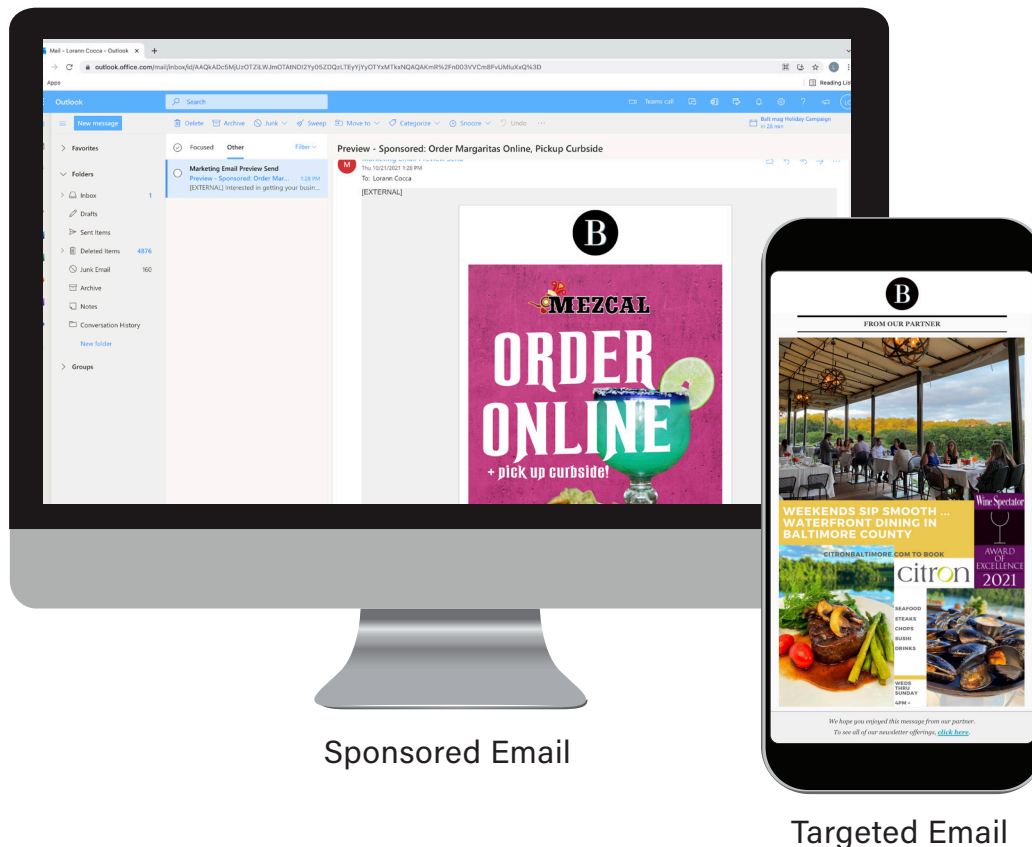 Mail - Lorann Cocca - Outlook
outlook.office.com/mail/inbox/id/
Apps
Reading List
Outlook
Search
Teams call
New message
Delete
Archive
Junk
Sweep
Move to
Categorize
Snooze
Undo
Balt mag Holiday Campaign
in 28 min
Favorites
Folders
Inbox 1
Drafts
Sent Items
Deleted Items 4876
Junk Email 160
Archive
Notes
Conversation History
New folder
Groups
Focused Other Filter
Marketing Email Preview Send
Preview - Sponsored: Order Mar... 1:28 PM
[EXTERNAL] Interested in getting your busin...
Preview - Sponsored: Order Margaritas Online, Pickup Curbside
M
Marketing Email Preview Send
Thu 10/21/2021 1:28 PM
To: Lorann Cocca
[EXTERNAL]
B
MEZCAL
ORDER
ONLINE
+ pick up curbside!
Sponsored Email
B
FROM OUR PARTNER
WEEKENDS SIP SMOOTH ...
WATERFRONT DINING IN
BALTIMORE COUNTY
CITRONBALTIMORE.COM TO BOOK
citron
Wine Spectator
AWARD
OF
EXCELLENCE
2021
SEAFOOD
STEAKS
CHOPS
SUSHI
DRINKS
WEDS
THRU
SUNDAY
4PM +
We hope you enjoyed this message from our partner.
To see all of our newsletter offerings, click here.
Targeted Email